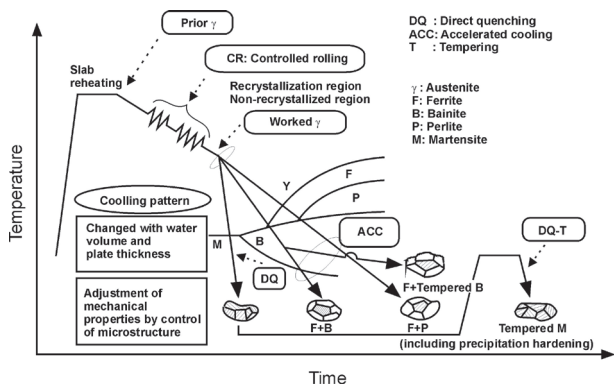 Prior γ
DQ : Direct quenching
ACC: Accelerated cooling
T : Tempering
CR: Controlled rolling
Slab
reheating
Recrystallization region
Non-recrystallized region
γ : Austenite
F: Ferrite
B: Bainite
P: Perlite
M: Martensite
Worked γ
Temperature
Y
F
P
Coolling pattern
Changed with water
volume and
plate thickness
M
B
ACC
DQ-T
DQ
F+Tempered B
Adjustment of
mechanical
properties by control
of microstructure
F+B
F+P
Tempered M
(including precipitation hardening)
Time